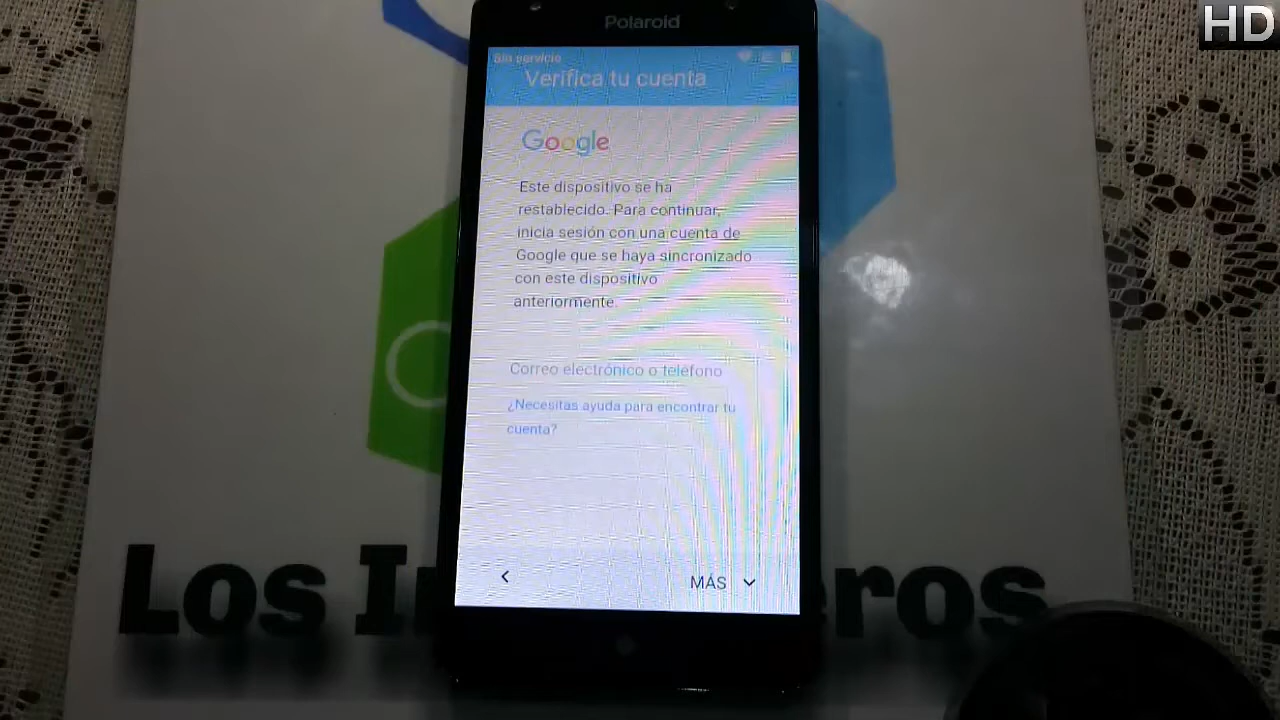 HD
Polaroid
Sin servicio
Verifica tu cuenta
Google
Este dispositivo se ha
restablecido. Para continuar,
inicia sesión con una cuenta de
Google que se haya sincronizado
con este dispositivo
anteriormente.
Correo electrónico o teléfono
¿Necesitas ayuda para encontrar tu
cuenta?
MÁS
Los